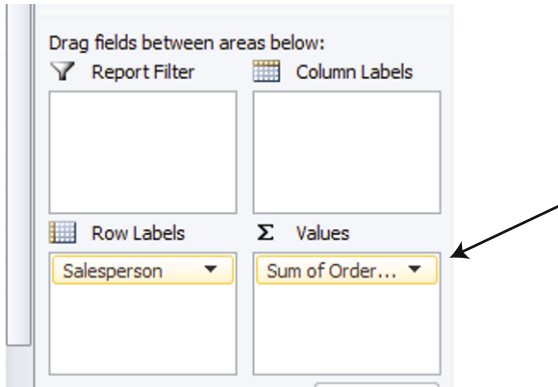 Drag fields between areas below:
Report Filter
Column Labels
Row Labels
Σ Values
Salesperson
Sum of Order...